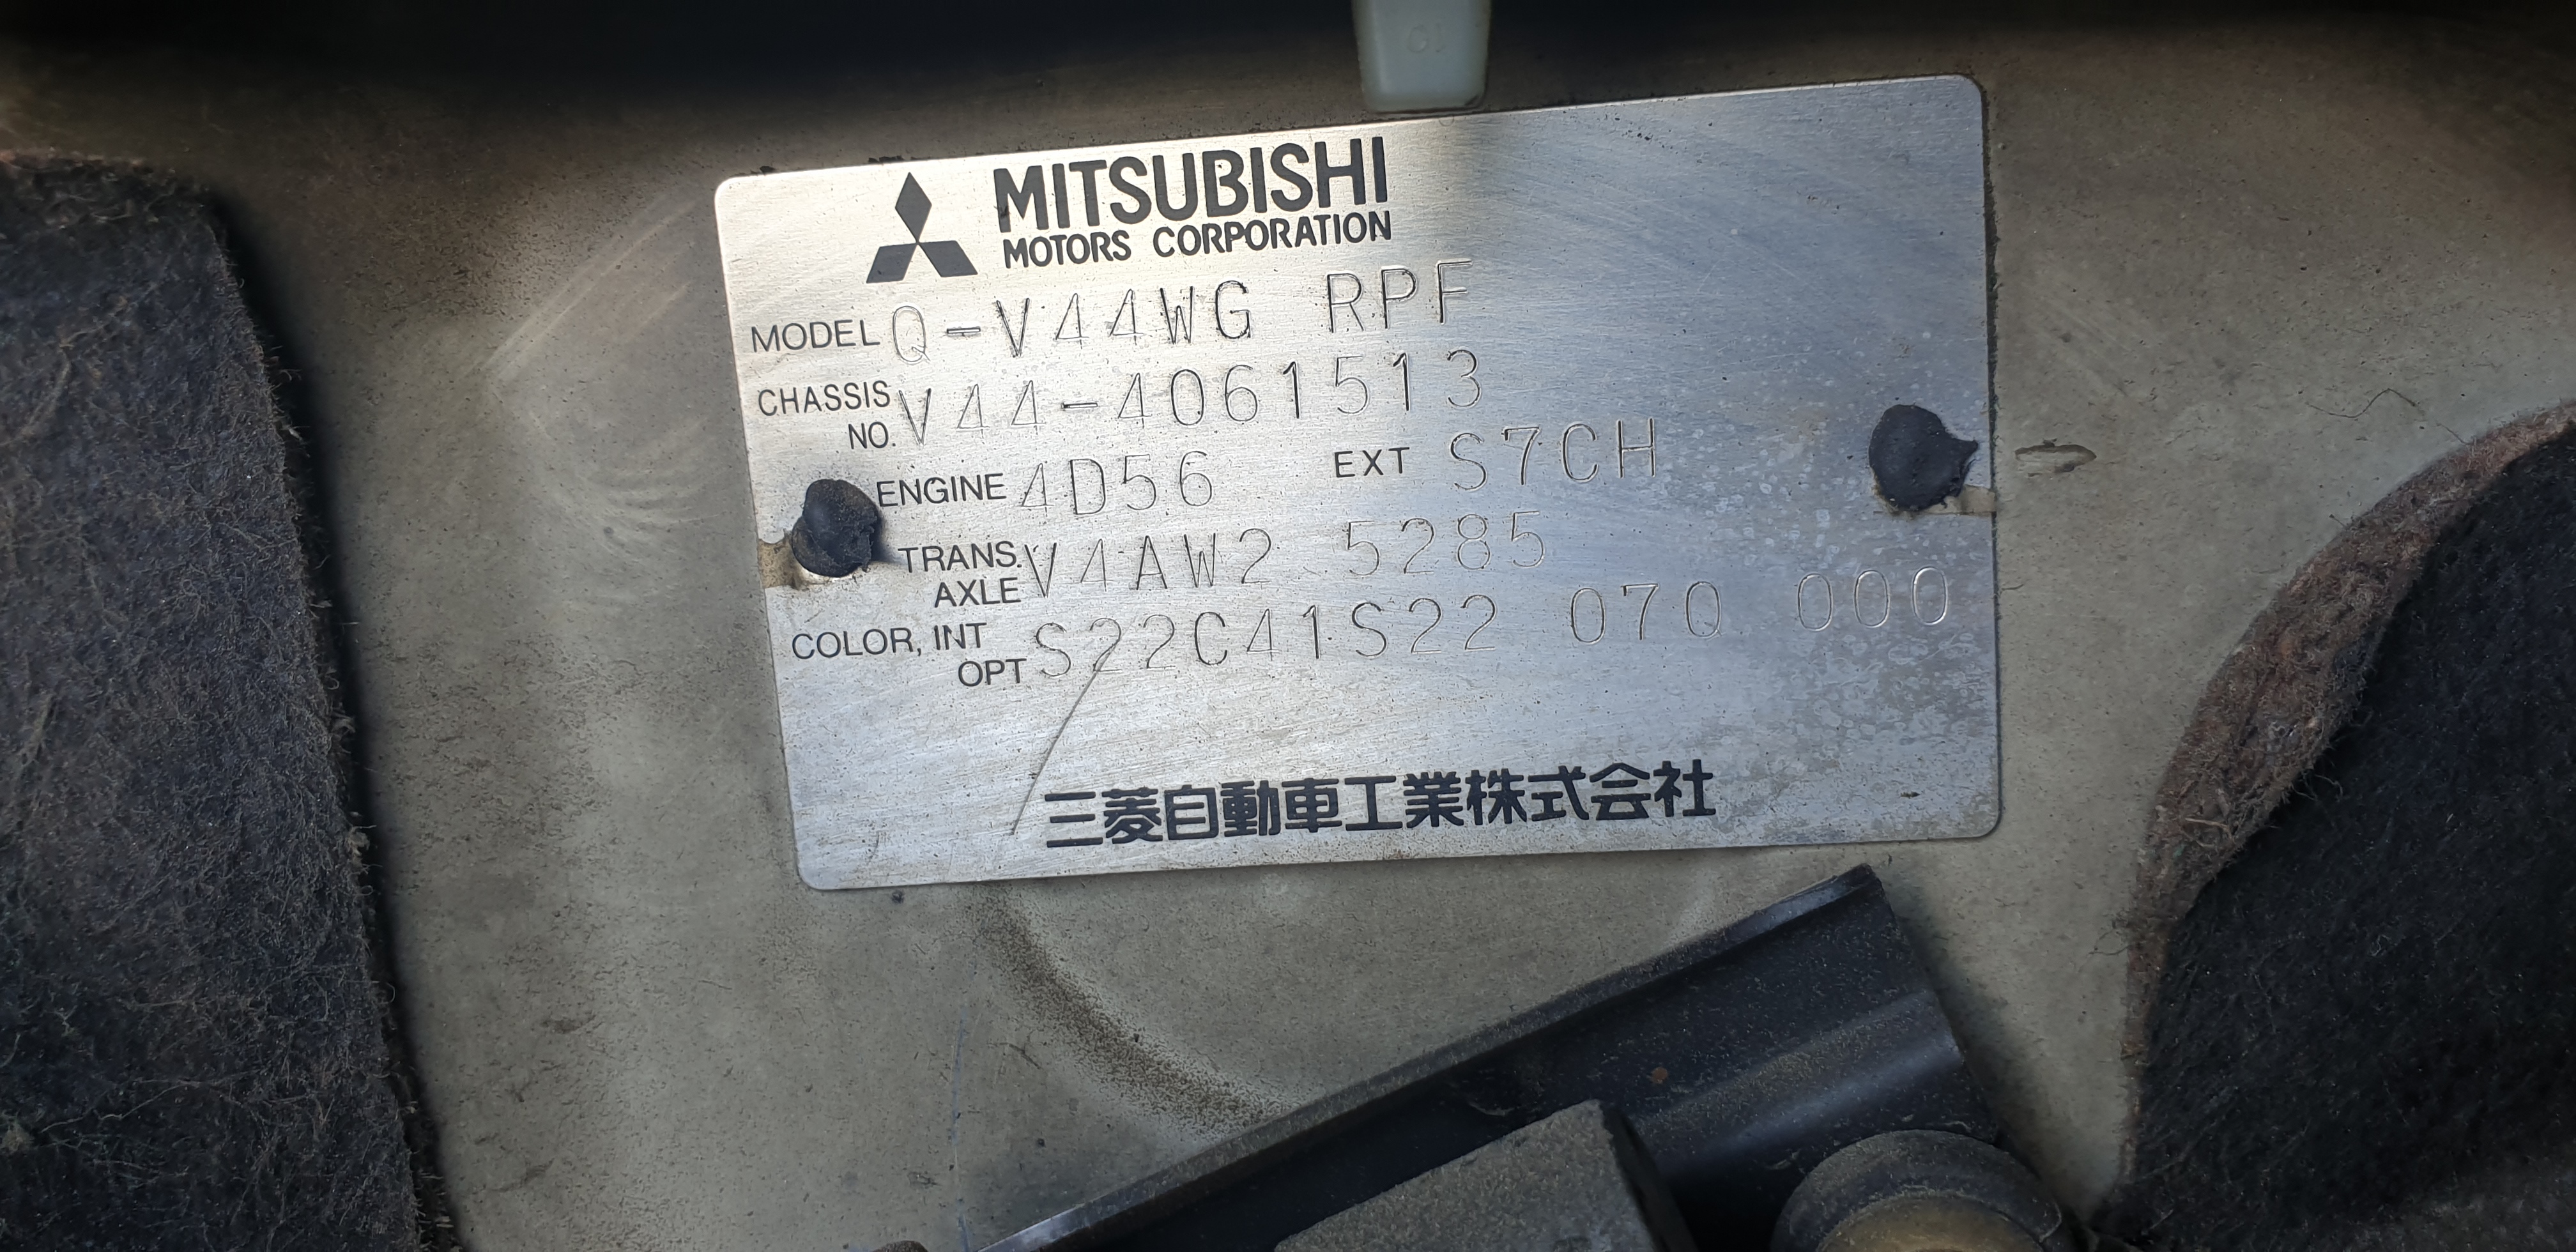 MITSUBISHI
MOTORS CORPORATION
MODEL Q-V44WG RPF
CHASSIS NO. V44-4061513
ENGINE 4D56 EXT S7CH
TRANS. AXLE V4AW2 5285
COLOR, INT OPT S22C41S22 07Q 000
三菱自動車工業株式会社